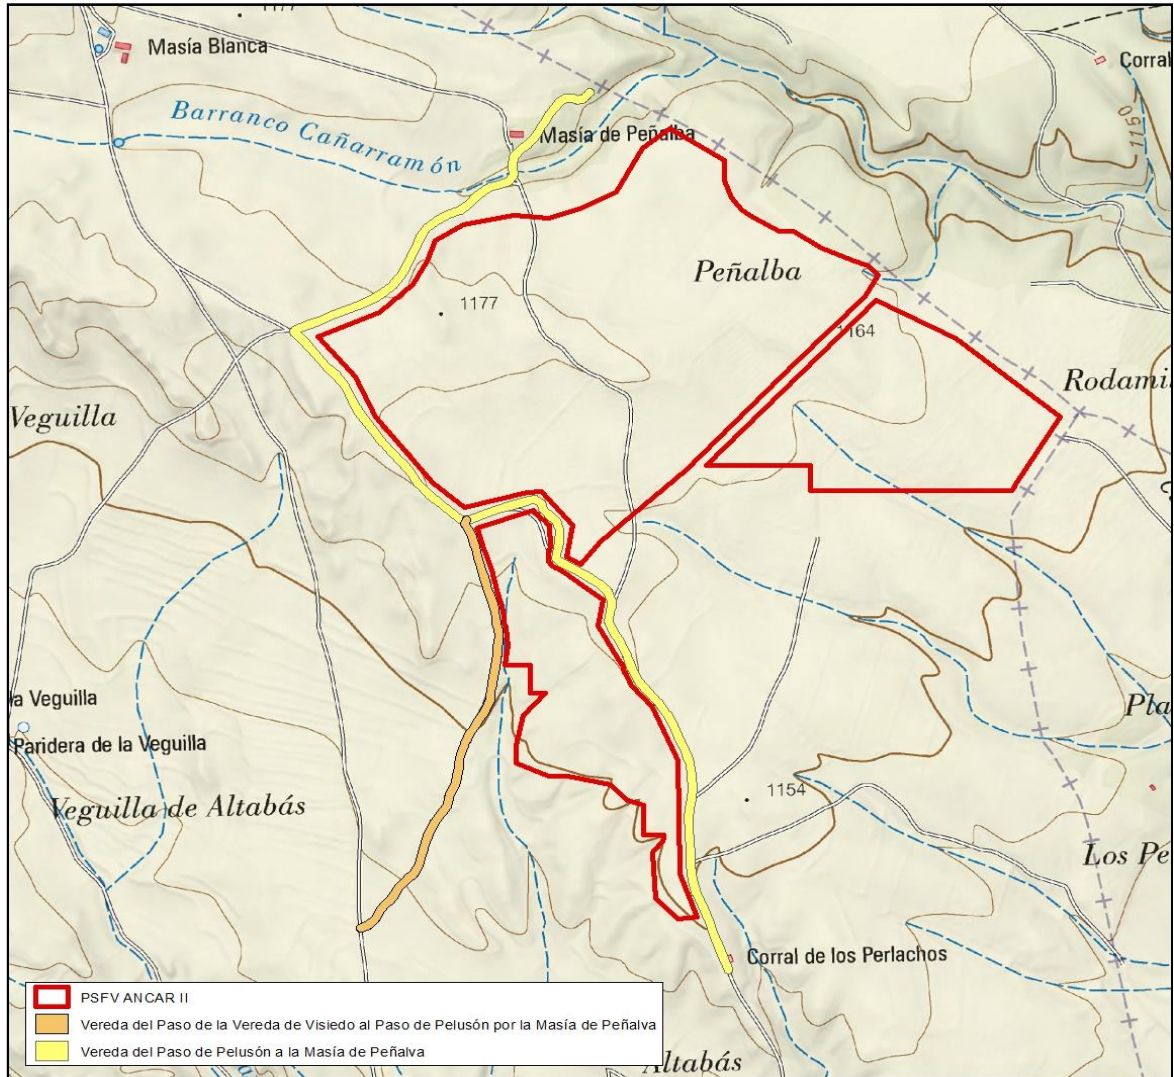 1177
Masía Blanca
Corral
1150
Barranco Cañarramón
Masía de Peñalba
Peñalba
1177
1164
Veguilla
la Veguilla
Paridera de la Veguilla
Veguilla de Altabás
1154
Los Pe
Corral de los Perlachos
Altabás
PSFV ANCAR II
Vereda del Paso de la Vereda de Visiedo al Paso de Pelusón por la Masía de Peñalva
Vereda del Paso de Pelusón a la Masía de Peñalva